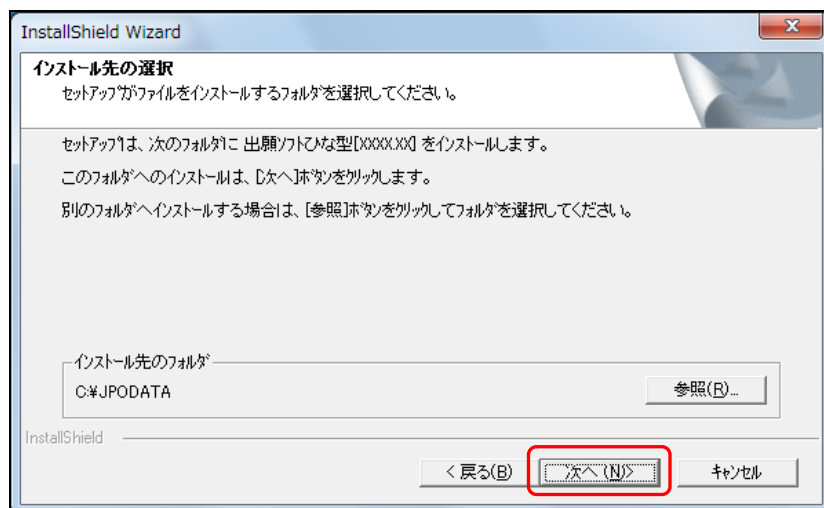 InstallShield Wizard
インストール先の選択
セットアップがファイルをインストールするフォルダを選択してください。
セットアップは、次のフォルダに 出願ソフトひな型[XXXX.XX] をインストールします。
このフォルダへのインストールは、[次へ]ボタンをクリックします。
別のフォルダへインストールする場合は、[参照]ボタンをクリックしてフォルダを選択してください。
インストール先のフォルダ
C:¥JPODATA
参照(R)...
InstallShield
< 戻る(B)
次へ (N)>
キャンセル